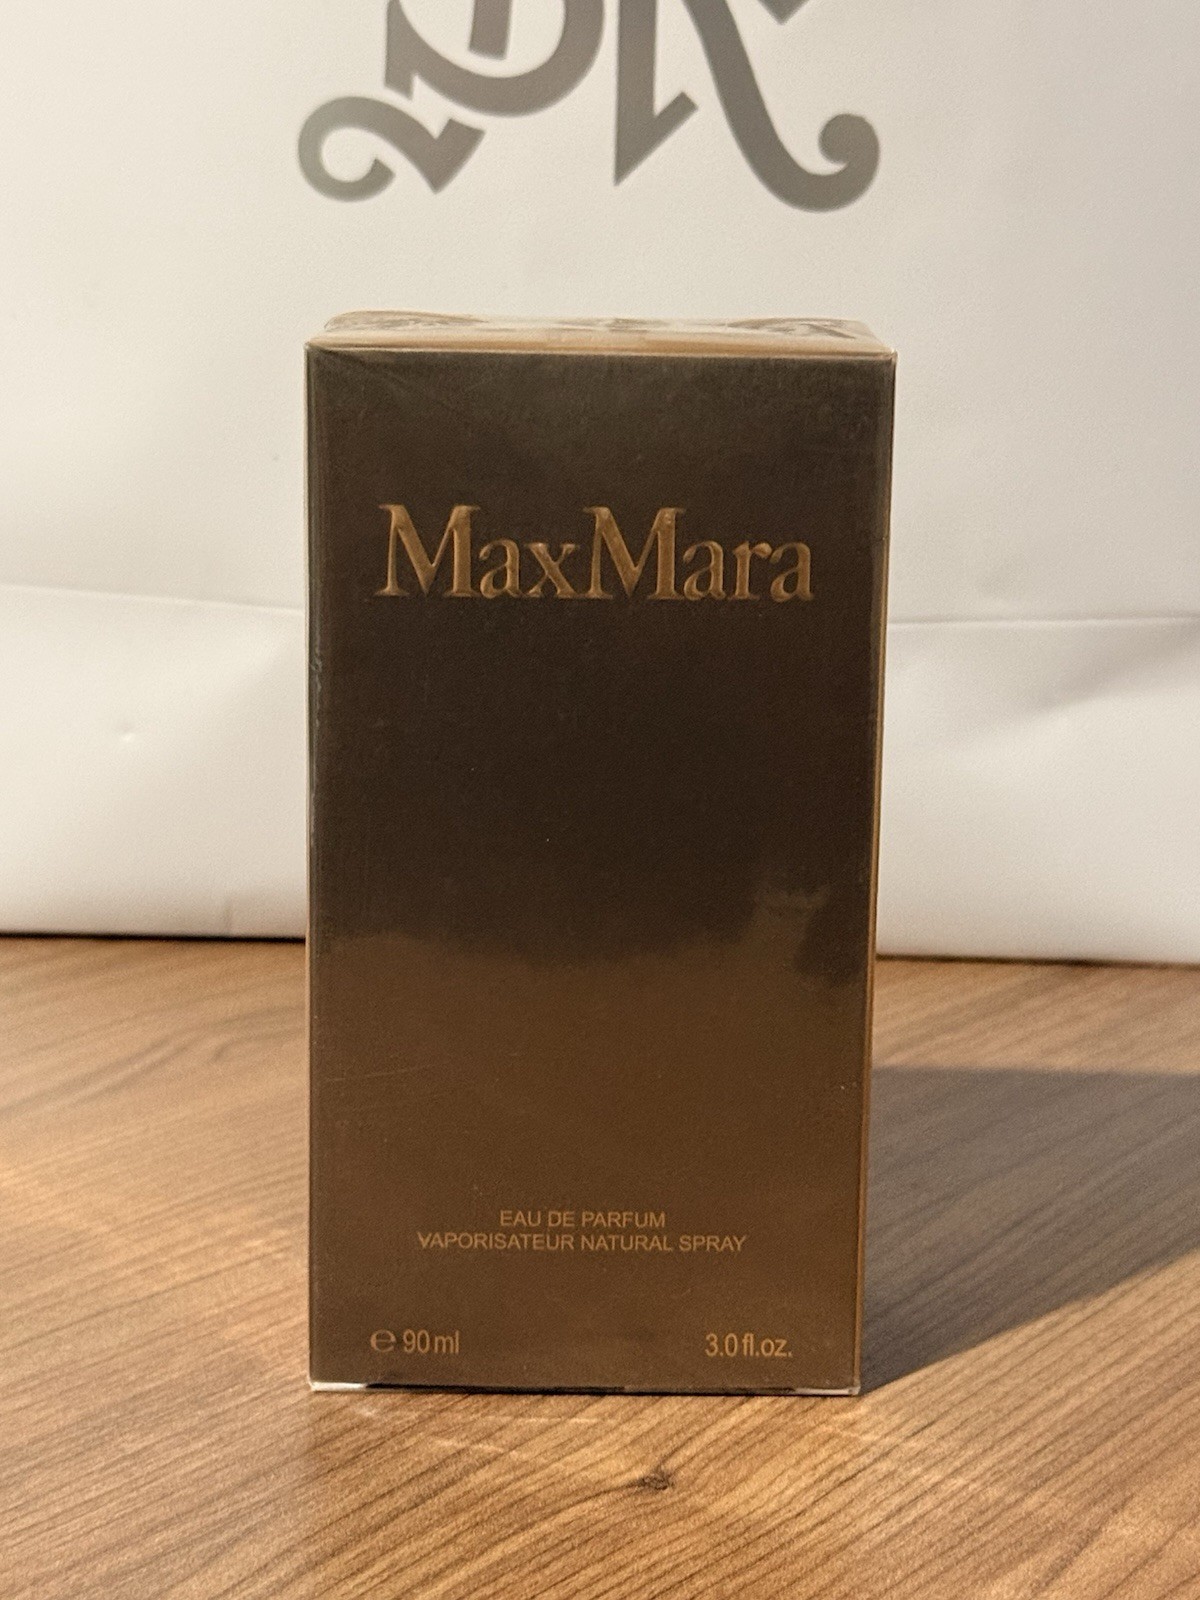 MaxMara
EAU DE PARFUM
VAPORISATEUR NATURAL SPRAY
℮ 90 ml
3.0 fl.oz.